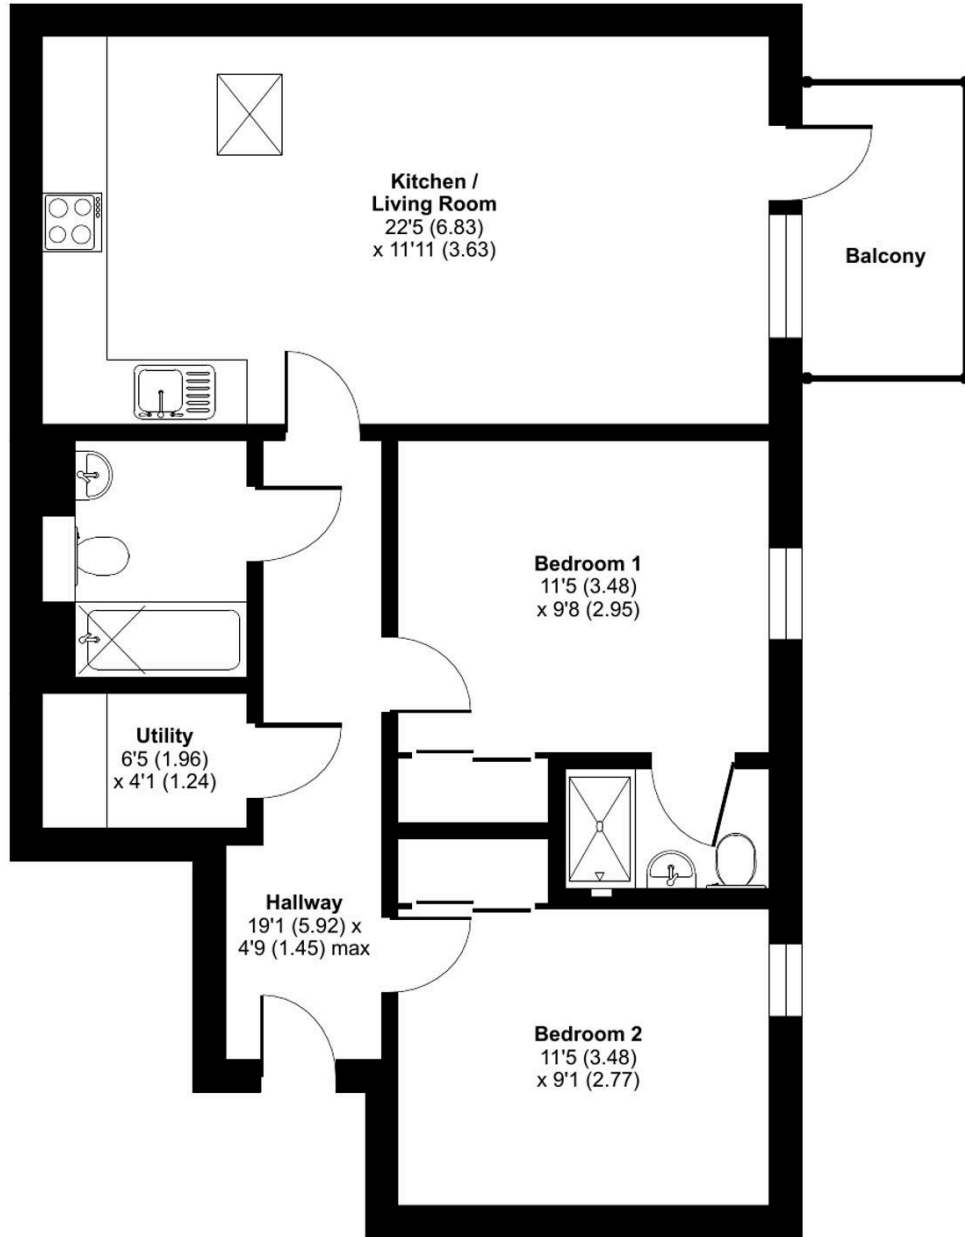 Kitchen /
Living Room
22'5 (6.83)
x 11'11 (3.63)
Balcony
Bedroom 1
11'5 (3.48)
x 9'8 (2.95)
Utility
6'5 (1.96)
x 4'1 (1.24)
Hallway
19'1 (5.92) x
4'9 (1.45) max
Bedroom 2
11'5 (3.48)
x 9'1 (2.77)